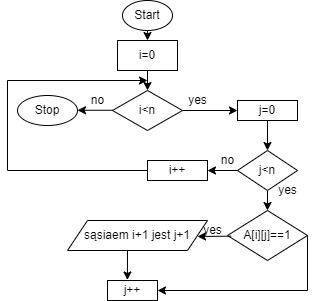 Start
i=0
i<n
no
yes
Stop
j=0
i++
no
j<n
yes
A[i][j]==1
yes
sąsiaem i+1 jest j+1
j++